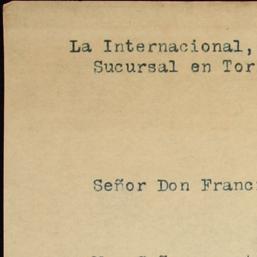 La Internacional,
Sucursal en Tor
Señor Don Franc